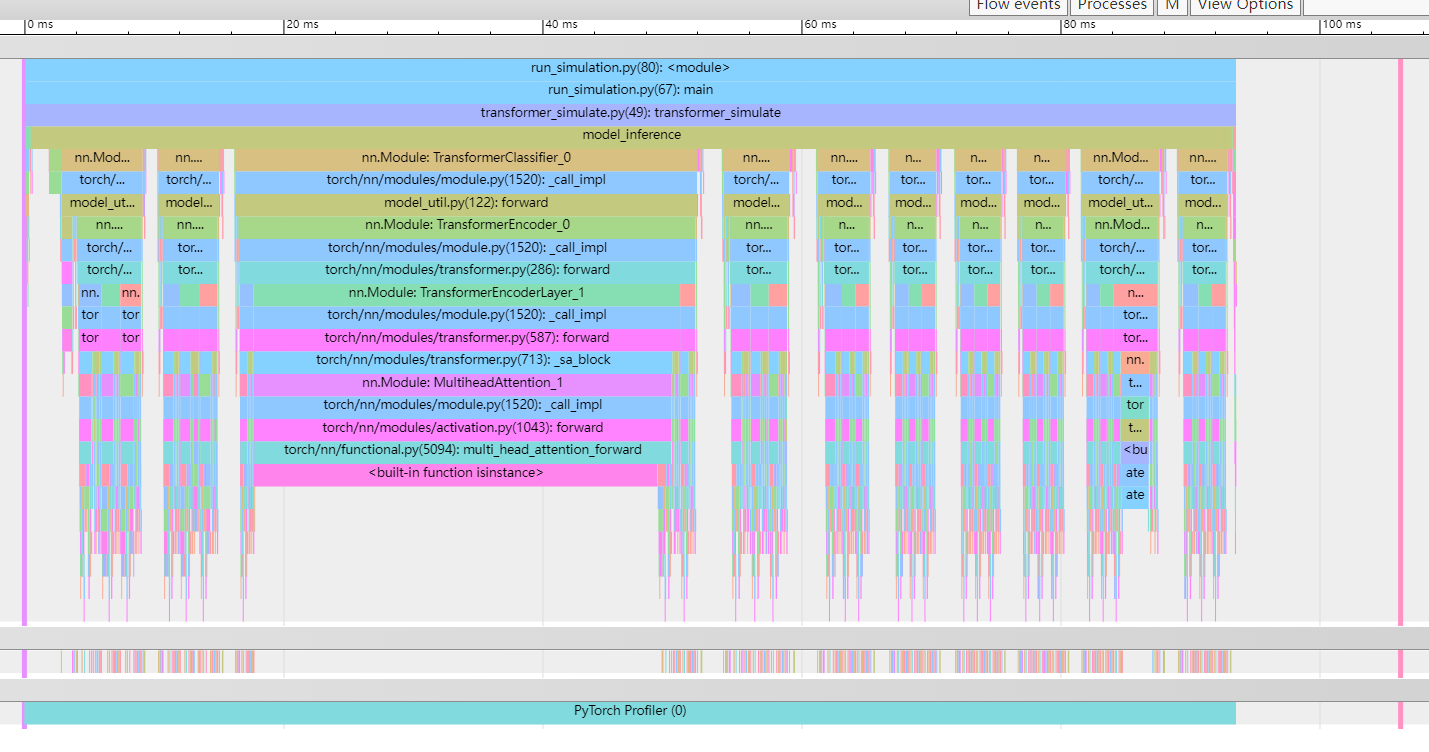 Flow events Processes M View Options
0 ms 20 ms 40 ms 60 ms 80 ms 100 ms
run_simulation.py(80): <module>
run_simulation.py(67): main
transformer_simulate.py(49): transformer_simulate
model_inference
nn.Mod... nn.... nn.Module: TransformerClassifier_0 nn.... nn.... n... n... n... nn.Mod... nn....
torch/... torch/... torch/nn/modules/module.py(1520): _call_impl torch/... tor... tor... tor... tor... torch/... tor...
model_ut... model... model_util.py(122): forward model... mod... mod... mod... mod... model_ut... mod...
nn.... nn.... nn.Module: TransformerEncoder_0 nn.... n... n... n... n... nn.Mod... n...
torch/... tor... torch/nn/modules/module.py(1520): _call_impl tor... tor... tor... tor... tor... torch/... tor...
torch/... tor... torch/nn/modules/transformer.py(286): forward tor... tor... tor... tor... tor... torch/... tor...
nn. nn. nn.Module: TransformerEncoderLayer_1 n...
tor tor torch/nn/modules/module.py(1520): _call_impl tor...
tor tor torch/nn/modules/transformer.py(587): forward tor...
torch/nn/modules/transformer.py(713): _sa_block nn.
nn.Module: MultiheadAttention_1 t...
torch/nn/modules/module.py(1520): _call_impl tor
torch/nn/modules/activation.py(1043): forward t...
torch/nn/functional.py(5094): multi_head_attention_forward <bu
<built-in function isinstance> ate
ate
PyTorch Profiler (0)